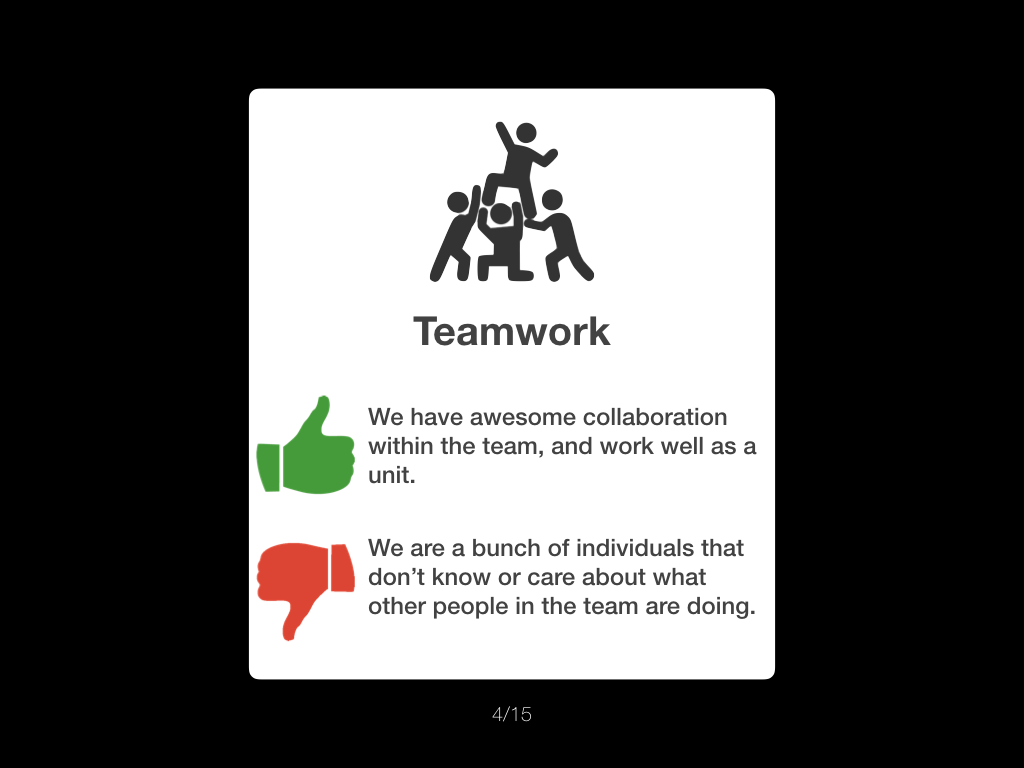 Teamwork
We have awesome collaboration
within the team, and work well as a
unit.
We are a bunch of individuals that
don’t know or care about what
other people in the team are doing.
4/15